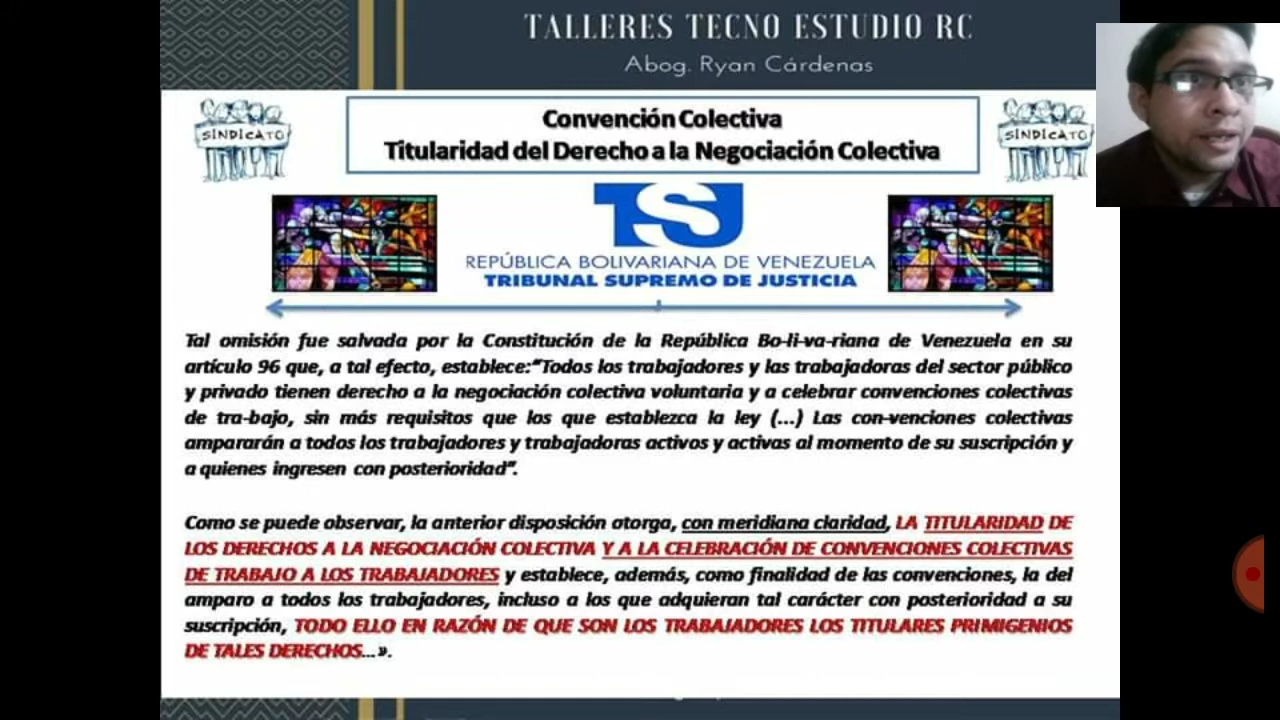 TALLERES TECNO ESTUDIO RC
Abog. Ryan Cárdenas
SINDICATO
Convención Colectiva
Titularidad del Derecho a la Negociación Colectiva
SINDICATO
TSJ
REPÚBLICA BOLIVARIANA DE VENEZUELA
TRIBUNAL SUPREMO DE JUSTICIA
Tal omisión fue salvada por la Constitución de la República Bo-li-va-riana de Venezuela en su
artículo 96 que, a tal efecto, establece:“Todos los trabajadores y las trabajadoras del sector público
y privado tienen derecho a la negociación colectiva voluntaria y a celebrar convenciones colectivas
de tra-bajo, sin más requisitos que los que establezca la ley (...) Las con-venciones colectivas
ampararán a todos los trabajadores y trabajadoras activos y activas al momento de su suscripción y
a quienes ingresen con posterioridad”.
Como se puede observar, la anterior disposición otorga, con meridiana claridad, LA TITULARIDAD DE
LOS DERECHOS A LA NEGOCIACIÓN COLECTIVA Y A LA CELEBRACIÓN DE CONVENCIONES COLECTIVAS
DE TRABAJO A LOS TRABAJADORES y establece, además, como finalidad de las convenciones, la del
amparo a todos los trabajadores, incluso a los que adquieran tal carácter con posterioridad a su
suscripción, TODO ELLO EN RAZÓN DE QUE SON LOS TRABAJADORES LOS TITULARES PRIMIGENIOS
DE TALES DERECHOS...».